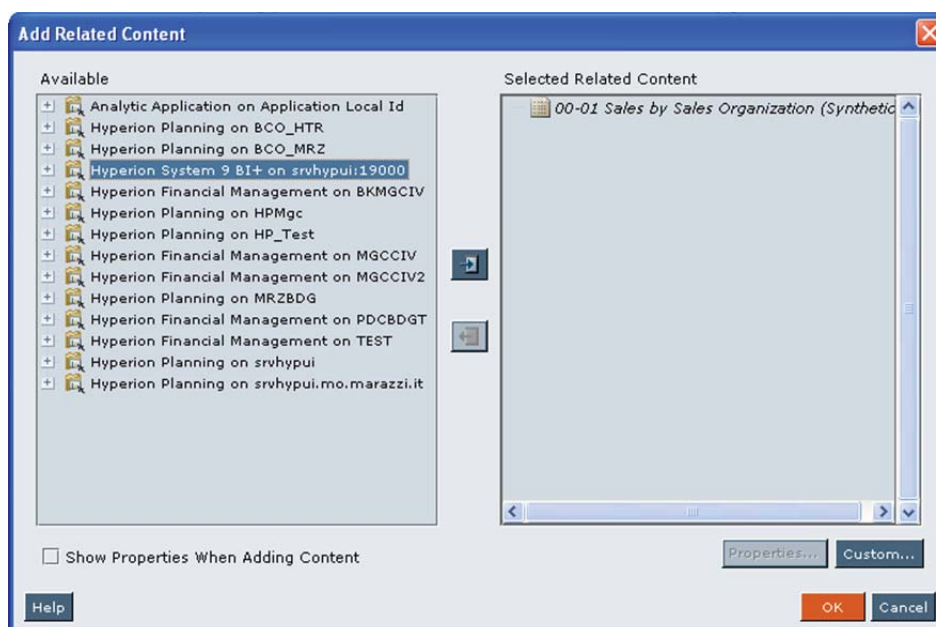 Add Related Content
Available
Analytic Application on Application Local Id
Hyperion Planning on BCO_HTR
Hyperion Planning on BCO_MRZ
Hyperion System 9 BI+ on srvhypui:19000
Hyperion Financial Management on BKMGCIV
Hyperion Planning on HPMgc
Hyperion Planning on HP_Test
Hyperion Financial Management on MGCCIV
Hyperion Financial Management on MGCCIV2
Hyperion Planning on MRZBDG
Hyperion Financial Management on PDCBDGT
Hyperion Financial Management on TEST
Hyperion Planning on srvhypui
Hyperion Planning on srvhypui.mo.marazzi.it
Selected Related Content
00-01 Sales by Sales Organization (Synthetic
Show Properties When Adding Content
Properties...
Custom...
Help
OK
Cancel